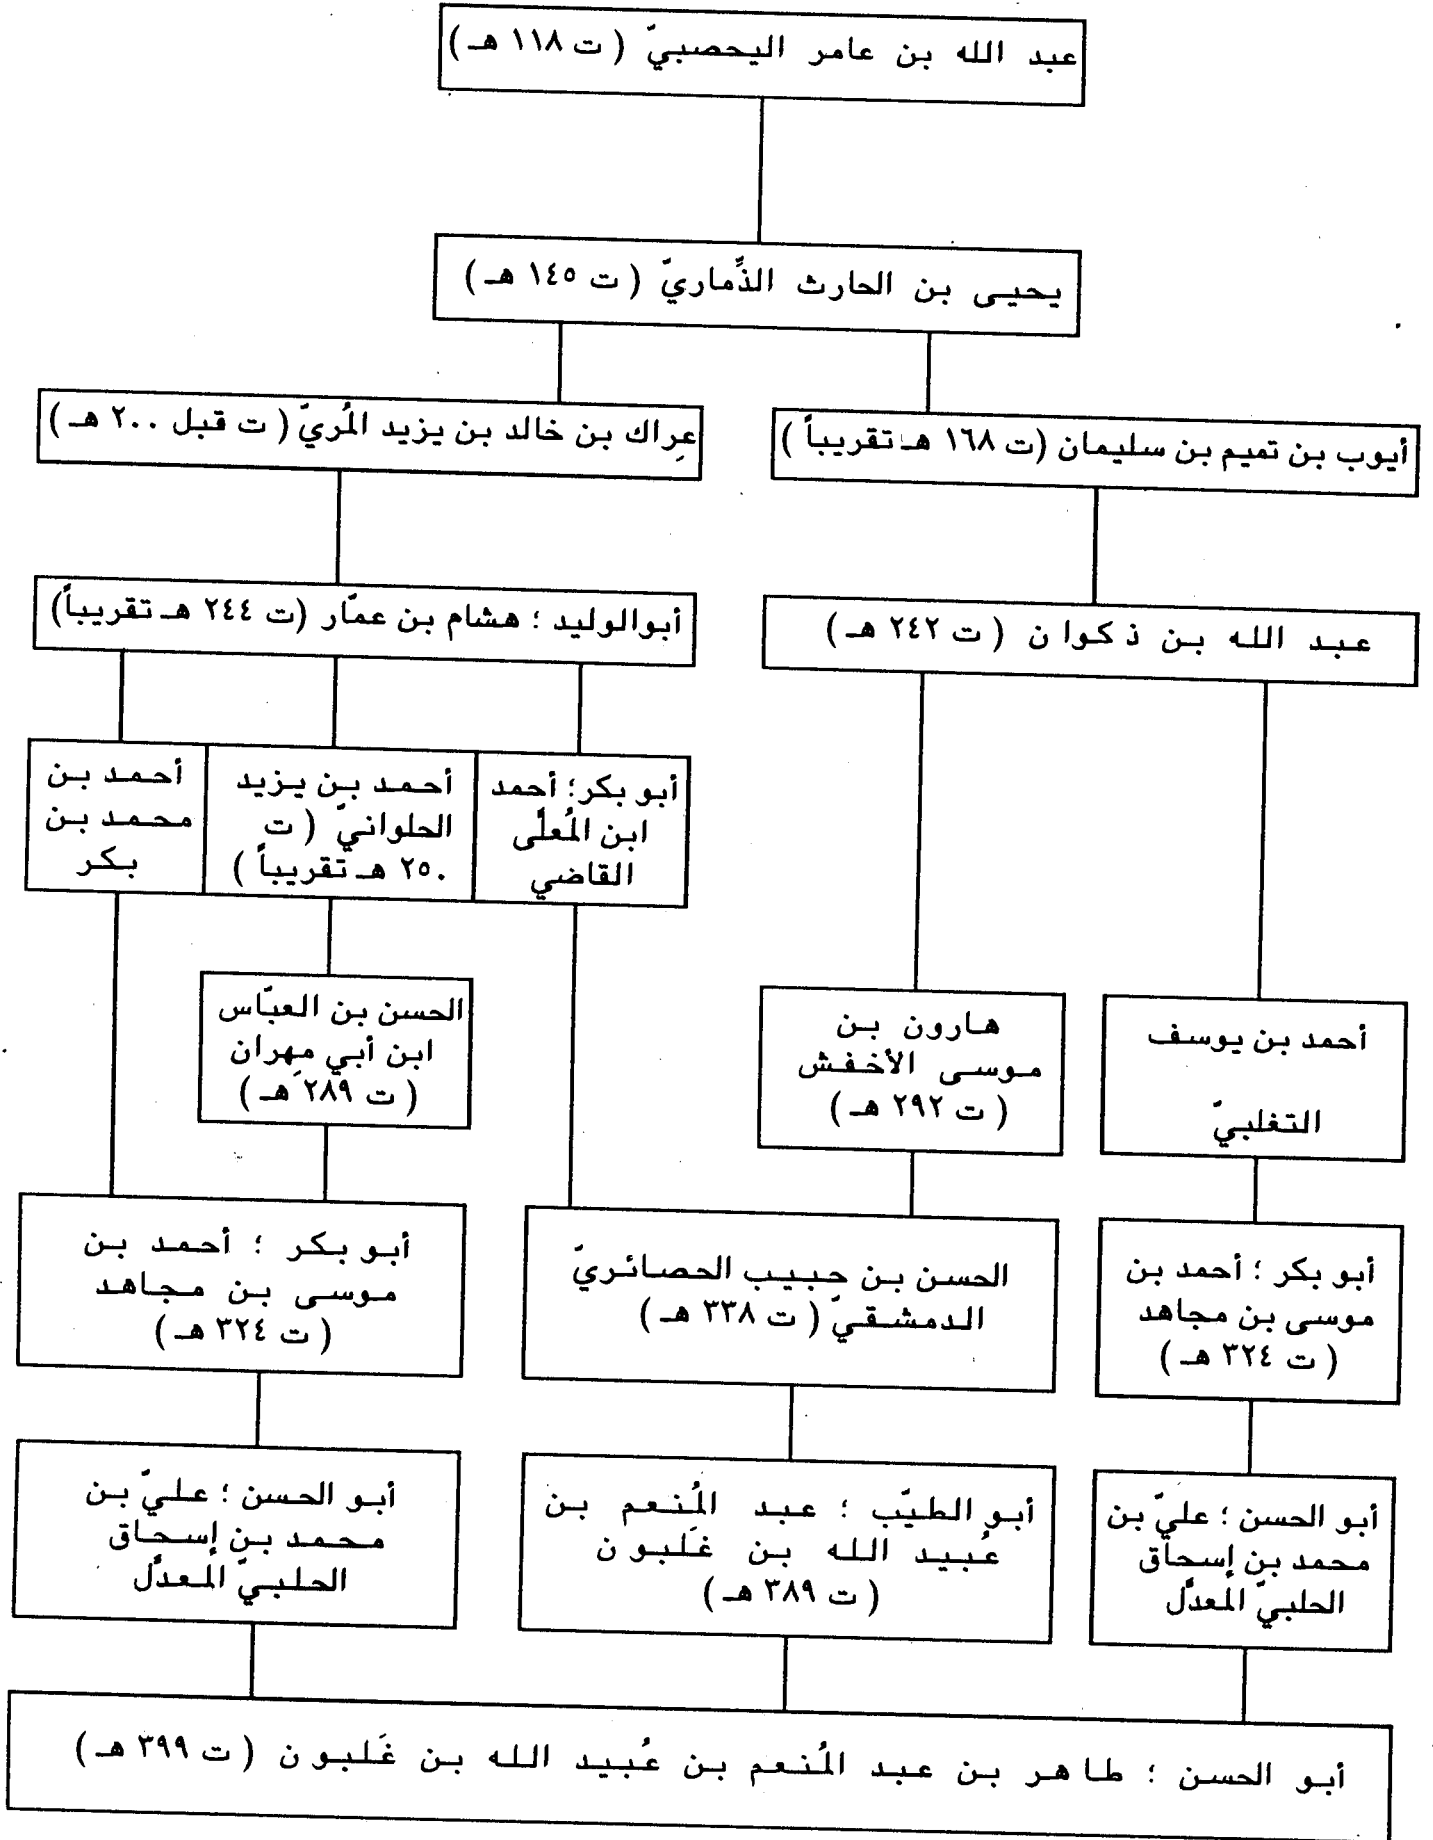 عبد الله بن عامر اليحصبيّ ( ت ١١٨ هـ )
يحيى بن الحارث الذِّماريّ ( ت ١٤٥ هـ )
أيوب بن تميم بن سليمان (ت ١٦٨ هـ تقريباً )
عِراك بن خالد بن يزيد المُريّ ( ت قبل ٢٠٠ هـ )
عبد الله بن ذكوان ( ت ٢٤٢ هـ )
أبوالوليد ؛ هشام بن عمّار (ت ٢٤٤ هـ تقريباً)
أبو بكر؛ أحمد
ابن المُعلَّى
القاضي
أحمد بن يزيد
الحلوانيّ ( ت
٢٥٠ هـ تقريباً )
أحمد بن
محمد بن
بكر
أحمد بن يوسف
التغلبيّ
هارون بن
موسى الأخفش
( ت ٢٩٢ هـ )
الحسن بن العبّاس
ابن أبي مِهران
( ت ٢٨٩ هـ )
أبو بكر ؛ أحمد بن
موسى بن مجاهد
( ت ٣٢٤ هـ )
الحسن بن حبيب الحصائريّ
الدمشقيّ ( ت ٣٣٨ هـ )
أبو بكر ؛ أحمد بن
موسى بن مجاهد
( ت ٣٢٤ هـ )
أبو الحسن ؛ عليّ بن
محمد بن إسحاق
الحلبيّ المعدَّل
أبو الطيّب ؛ عبد المُنعم بن
عُبيد الله بن غَلبون
( ت ٣٨٩ هـ )
أبو الحسن ؛ عليّ بن
محمد بن إسحاق
الحلبيّ المعدَّل
أبو الحسن ؛ طاهر بن عبد المُنعم بن عُبيد الله بن غَلبون ( ت ٣٩٩ هـ )